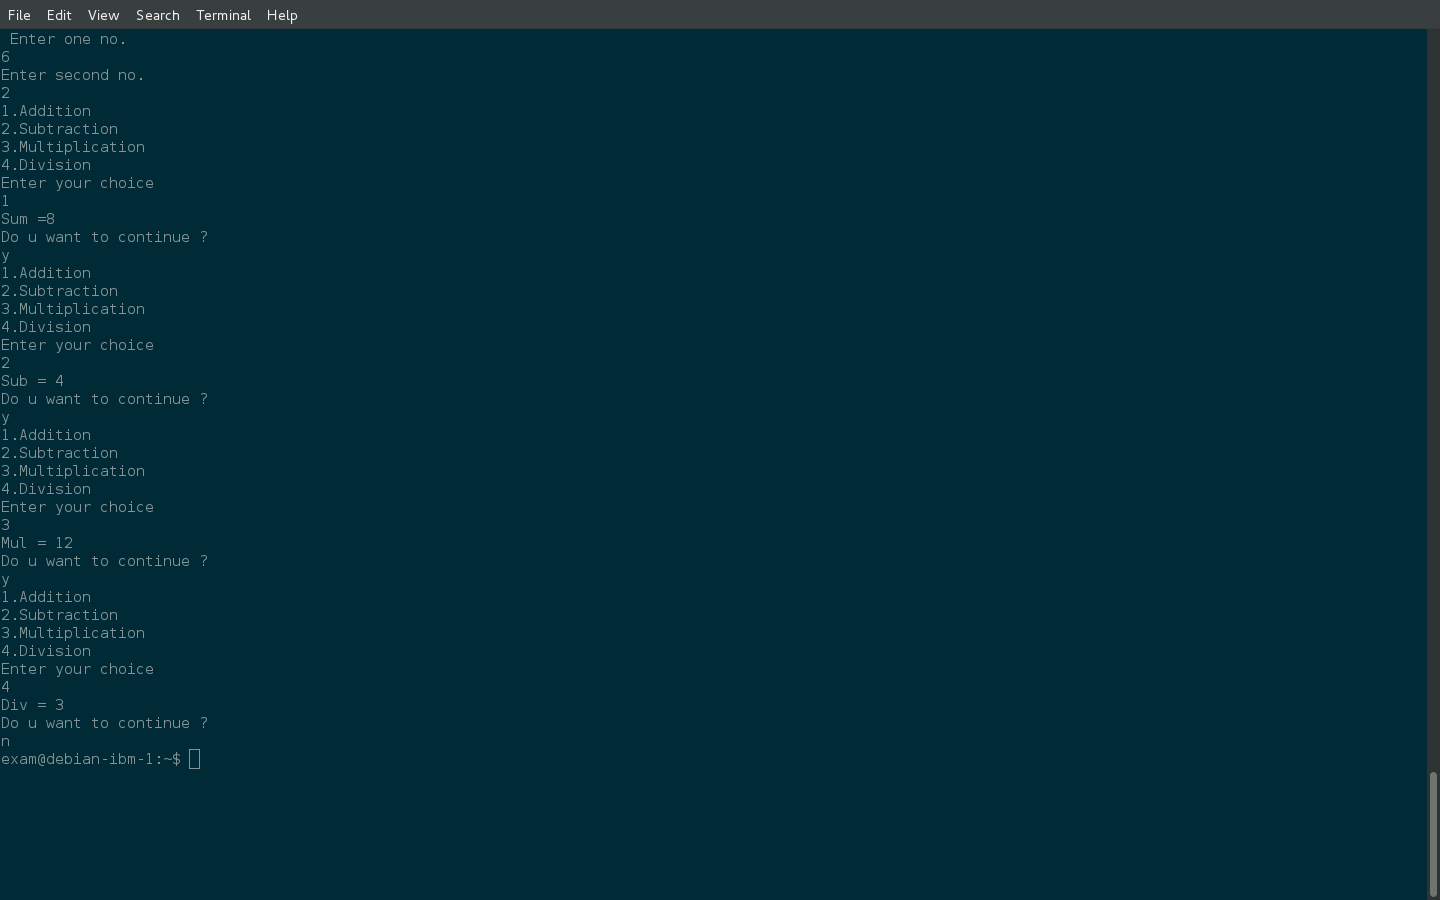 File Edit View Search Terminal Help
Enter one no.
6
Enter second no.
2
1.Addition
2.Subtraction
3.Multiplication
4.Division
Enter your choice
1
Sum =8
Do u want to continue ?
y
1.Addition
2.Subtraction
3.Multiplication
4.Division
Enter your choice
2
Sub = 4
Do u want to continue ?
y
1.Addition
2.Subtraction
3.Multiplication
4.Division
Enter your choice
3
Mul = 12
Do u want to continue ?
y
1.Addition
2.Subtraction
3.Multiplication
4.Division
Enter your choice
4
Div = 3
Do u want to continue ?
n
exam@debian-ibm-1:~$